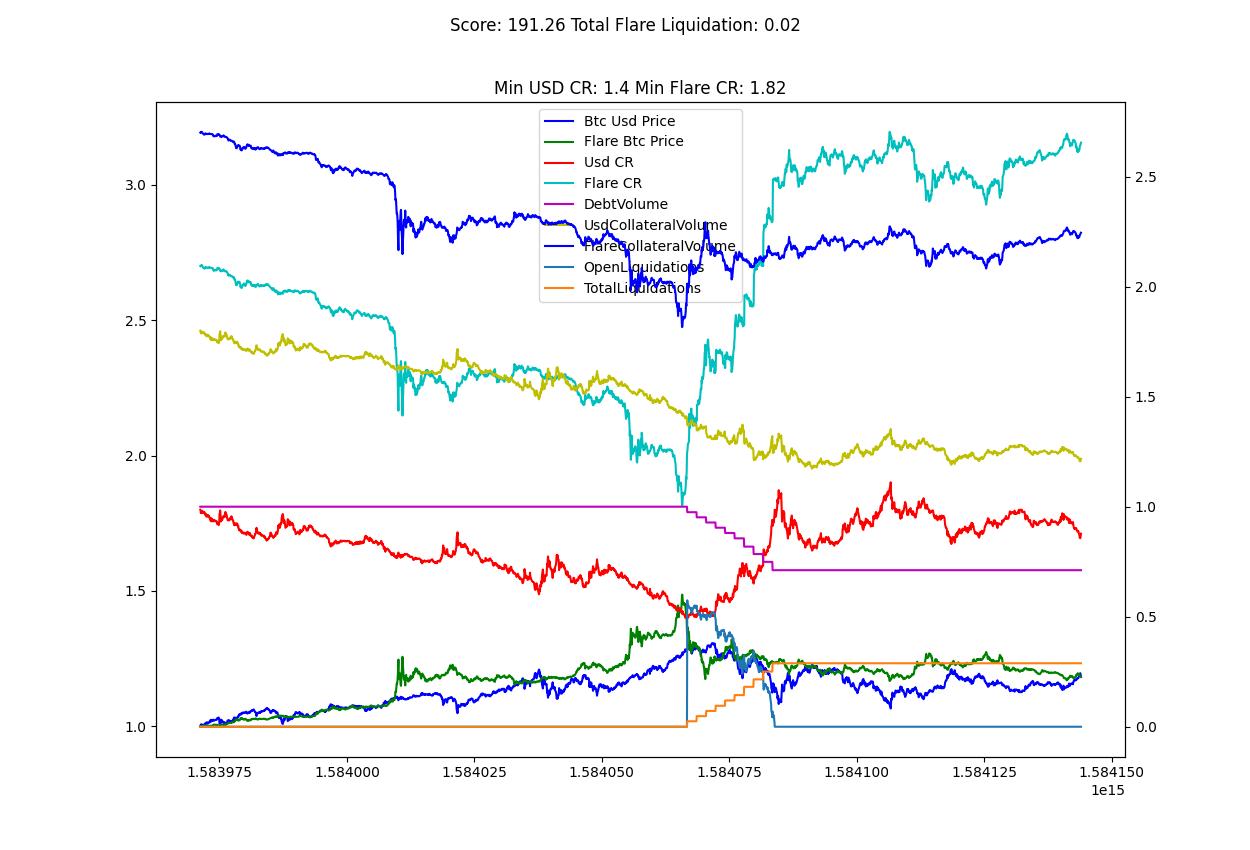 Score: 191.26 Total Flare Liquidation: 0.02
Min USD CR: 1.4 Min Flare CR: 1.82
Btc Usd Price
Flare Btc Price
Usd CR
Flare CR
DebtVolume
UsdCollateralVolume
FlareCollateralVolume
OpenLiquidations
TotalLiquidations
3.0
2.5
2.0
1.5
1.0
2.5
2.0
1.5
1.0
0.5
0.0
1.583975 1.584000 1.584025 1.584050 1.584075 1.584100 1.584125 1.584150
1e15